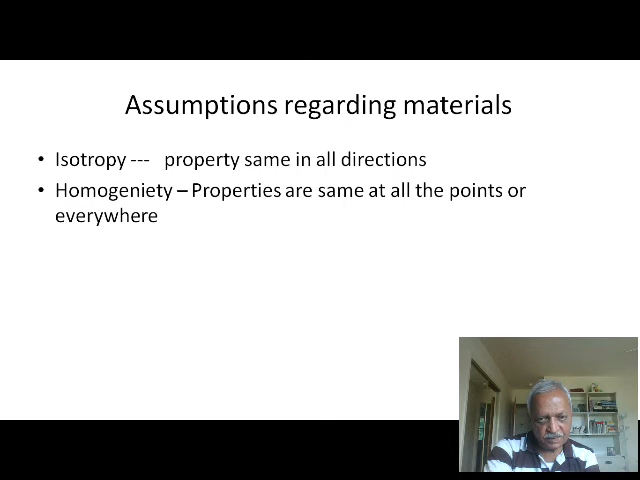 Assumptions regarding materials
• Isotropy --- property same in all directions
• Homogeniety – Properties are same at all the points or
everywhere